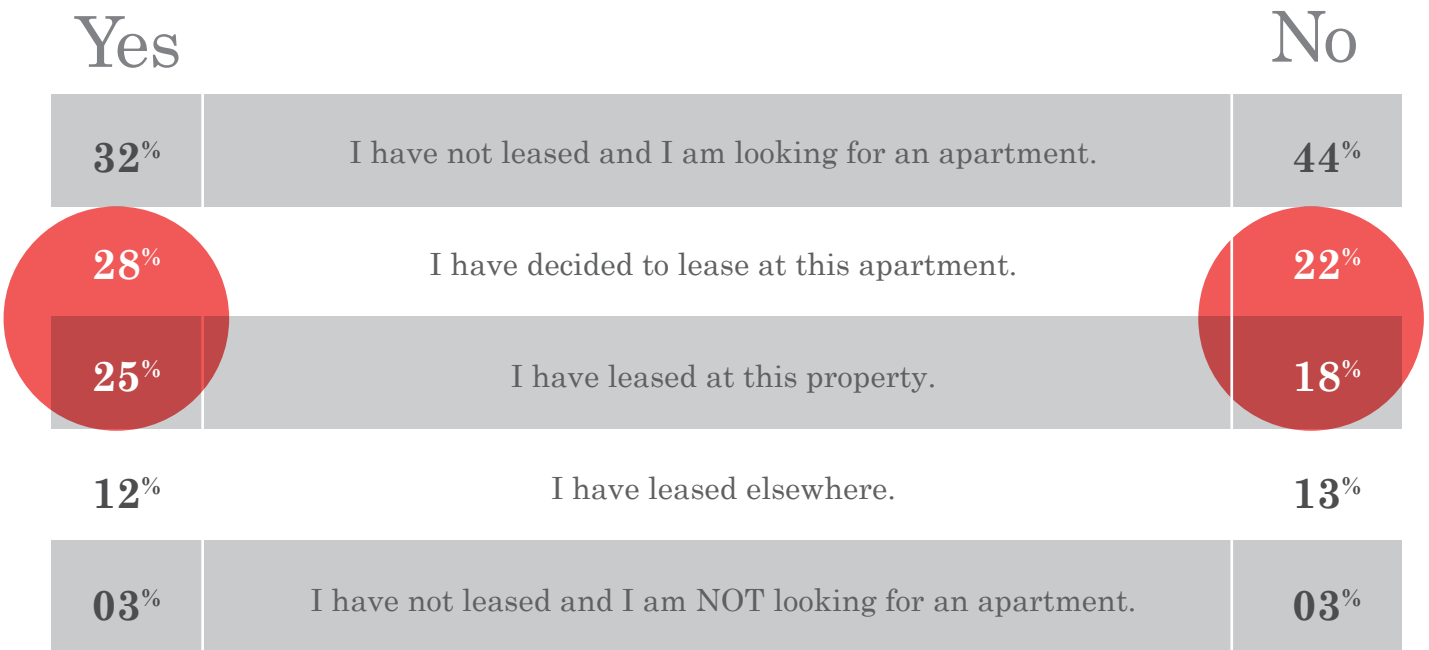 Yes No
32% I have not leased and I am looking for an apartment. 44%
28% I have decided to lease at this apartment. 22%
25% I have leased at this property. 18%
12% I have leased elsewhere. 13%
03% I have not leased and I am NOT looking for an apartment. 03%